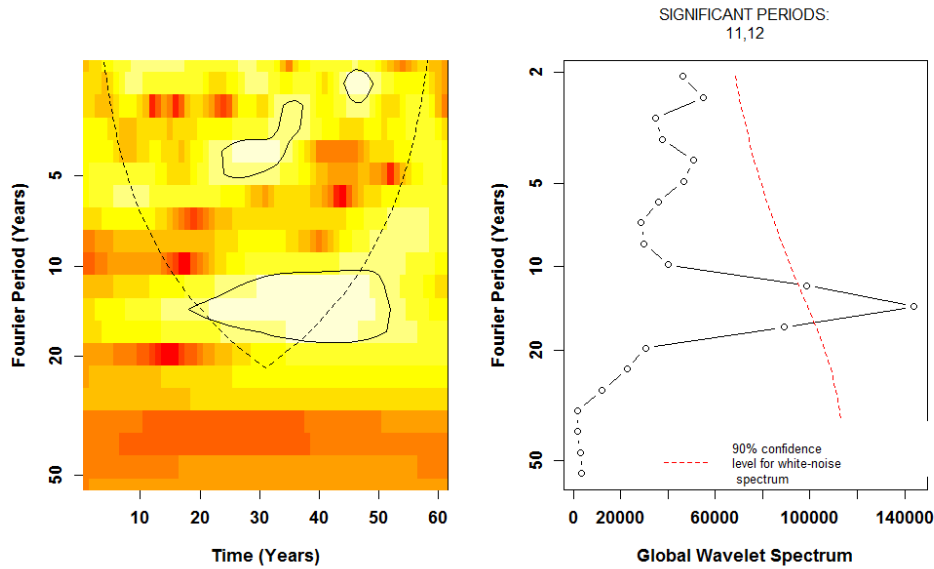 SIGNIFICANT PERIODS:
11,12
Fourier Period (Years)
5
10
20
50
10
20
30
40
50
60
Time (Years)
Fourier Period (Years)
2
5
10
20
50
90% confidence
level for white-noise
spectrum
0
20000
60000
100000
140000
Global Wavelet Spectrum